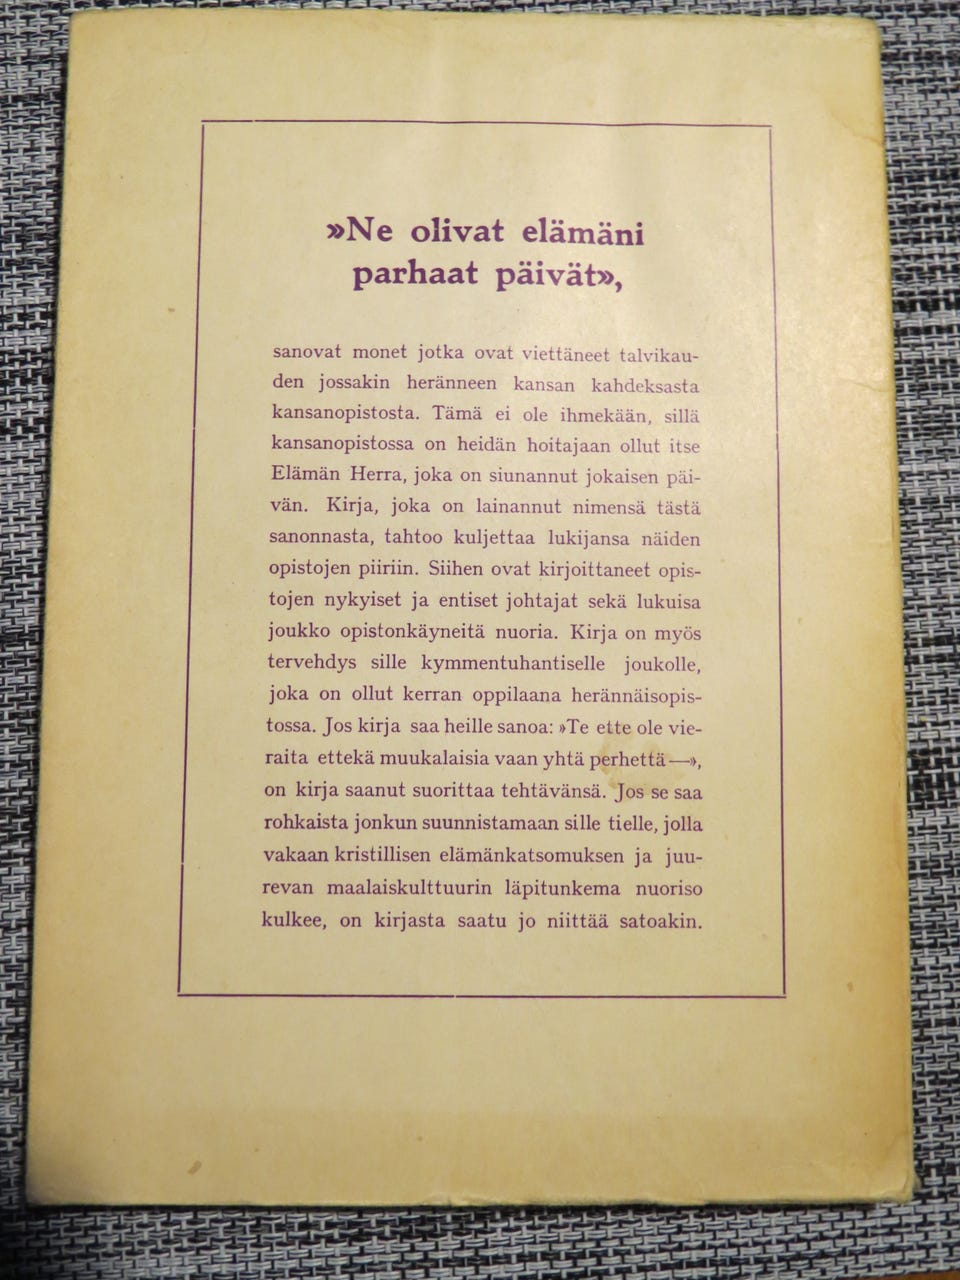 »Ne olivat elämäni
parhaat päivät»,
sanovat monet jotka ovat viettäneet talvikau-
den jossakin heränneen kansan kahdeksasta
kansanopistosta. Tämä ei ole ihmekään, sillä
kansanopistossa on heidän hoitajaan ollut itse
Elämän Herra, joka on siunannut jokaisen päi-
vän. Kirja, joka on lainannut nimensä tästä
sanonnasta, tahtoo kuljettaa lukijansa näiden
opistojen piiriin. Siihen ovat kirjoittaneet opis-
tojen nykyiset ja entiset johtajat sekä lukuisa
joukko opistonkäyneitä nuoria. Kirja on myös
tervehdys sille kymmentuhantiselle joukolle,
joka on ollut kerran oppilaana herännäisopis-
tossa. Jos kirja saa heille sanoa: »Te ette ole vie-
raita ettekä muukalaisia vaan yhtä perhettä—»,
on kirja saanut suorittaa tehtävänsä. Jos se saa
rohkaista jonkun suunnistamaan sille tielle, jolla
vakaan kristillisen elämänkatsomuksen ja juu-
revan maalaiskulttuurin läpitunkema nuoriso
kulkee, on kirjasta saatu jo niittää satoakin.